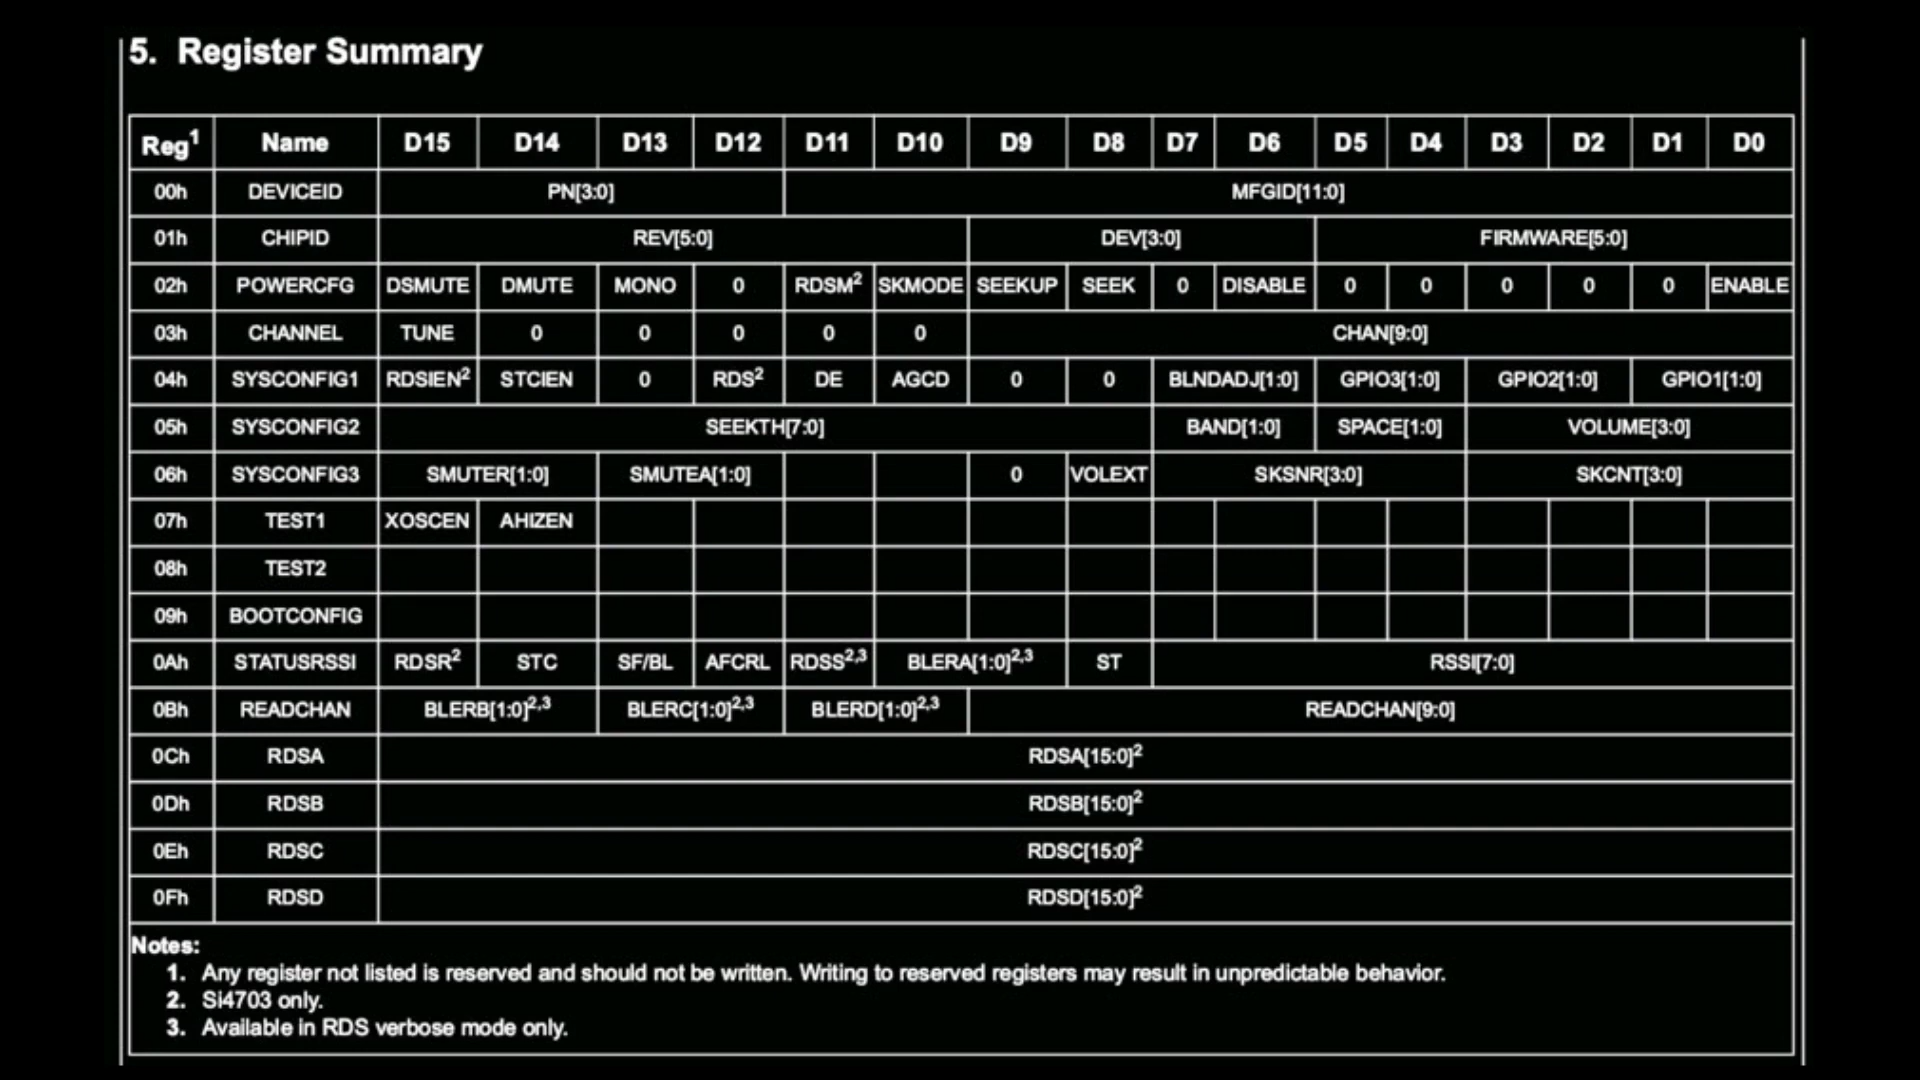 5. Register Summary
Reg1 Name D15 D14 D13 D12 D11 D10 D9 D8 D7 D6 D5 D4 D3 D2 D1 D0
00h DEVICEID PN[3:0] MFGID[11:0]
01h CHIPID REV[5:0] DEV[3:0] FIRMWARE[5:0]
02h POWERCFG DSMUTE DMUTE MONO 0 RDSM2 SKMODE SEEKUP SEEK 0 DISABLE 0 0 0 0 0 ENABLE
03h CHANNEL TUNE 0 0 0 0 0 CHAN[9:0]
04h SYSCONFIG1 RDSIEN2 STCIEN 0 RDS2 DE AGCD 0 0 BLNDADJ[1:0] GPIO3[1:0] GPIO2[1:0] GPIO1[1:0]
05h SYSCONFIG2 SEEKTH[7:0] BAND[1:0] SPACE[1:0] VOLUME[3:0]
06h SYSCONFIG3 SMUTER[1:0] SMUTEA[1:0] 0 VOLEXT SKSNR[3:0] SKCNT[3:0]
07h TEST1 XOSCEN AHIZEN
08h TEST2
09h BOOTCONFIG
0Ah STATUSRSSI RDSR2 STC SF/BL AFCRL RDSS2,3 BLERA[1:0]2,3 ST RSSI[7:0]
0Bh READCHAN BLERB[1:0]2,3 BLERC[1:0]2,3 BLERD[1:0]2,3 READCHAN[9:0]
0Ch RDSA RDSA[15:0]2
0Dh RDSB RDSB[15:0]2
0Eh RDSC RDSC[15:0]2
0Fh RDSD RDSD[15:0]2
Notes:
1. Any register not listed is reserved and should not be written. Writing to reserved registers may result in unpredictable behavior.
2. Si4703 only.
3. Available in RDS verbose mode only.